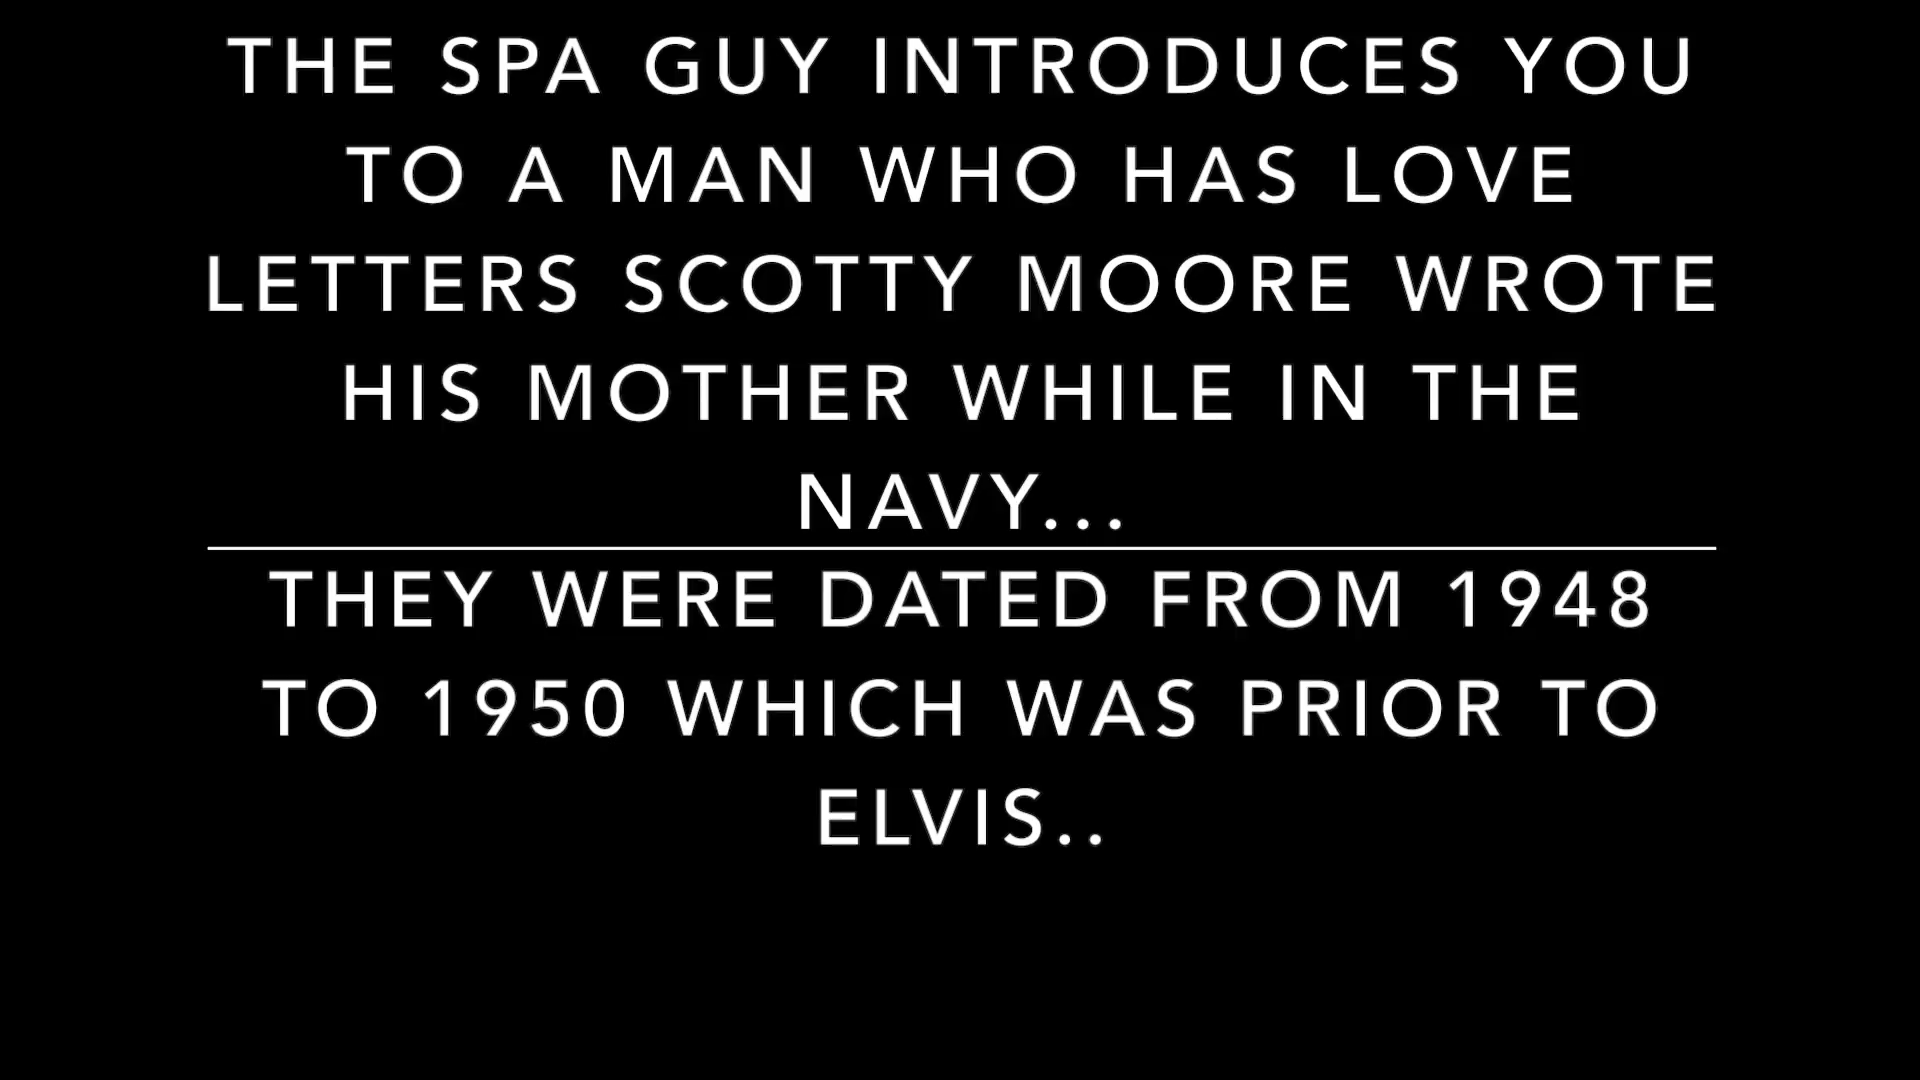 THE SPA GUY INTRODUCES YOU
TO A MAN WHO HAS LOVE
LETTERS SCOTTY MOORE WROTE
HIS MOTHER WHILE IN THE
NAVY...
THEY WERE DATED FROM 1948
TO 1950 WHICH WAS PRIOR TO
ELVIS..